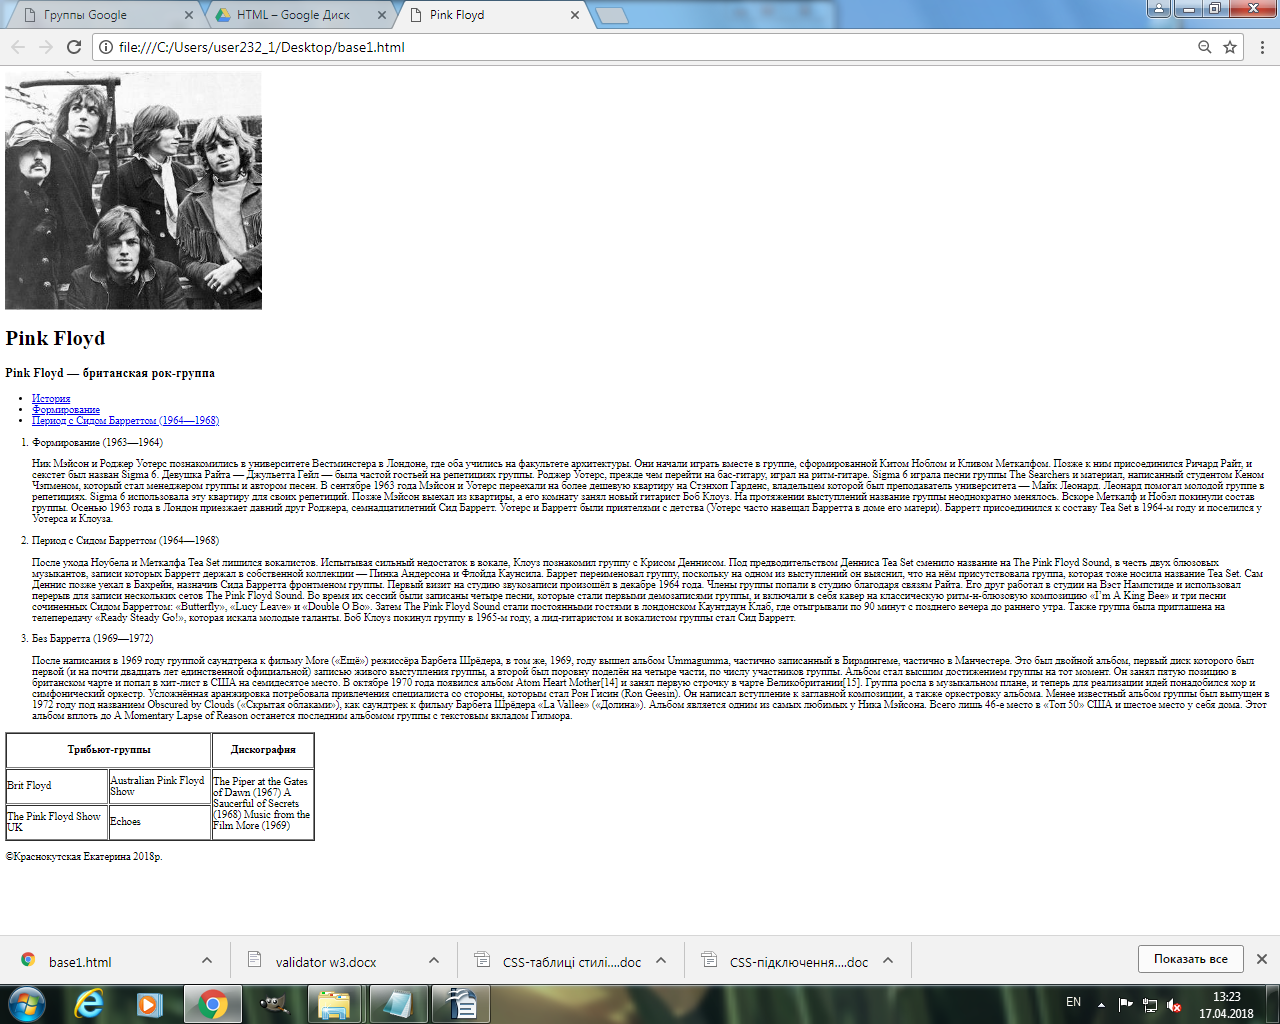 Группы Google
HTML – Google Диск
Pink Floyd
file:///C:/Users/user232_1/Desktop/base1.html
Pink Floyd
Pink Floyd — британская рок-группа
История
Формирование
Период с Сидом Барреттом (1964—1968)
1. Формирование (1963—1964)
Ник Мэйсон и Роджер Уотерс познакомились в университете Вестминстера в Лондоне, где оба учились на факультете архитектуры. Они начали играть вместе в группе, сформированной Китом Ноблом и Кливом Меткалфом. Позже к ним присоединился Ричард Райт, и
секстет был назван Sigma 6. Девушка Райта — Джульетта Гейл — была частой гостьей на репетициях группы. Роджер Уотерс, прежде чем перейти на бас-гитару, играл на ритм-гитаре. Sigma 6 играла песни группы The Searchers и материал, написанный студентом Кеном
Чэпменом, который стал менеджером группы и автором песен. В сентябре 1963 года Мэйсон и Уотерс переехали на более дешевую квартиру на Стэнхоп Гарденс, владельцем которой был преподаватель университета — Майк Леонард. Леонард помогал молодой группе в
репетициях. Sigma 6 использовала эту квартиру для своих репетиций. Позже Мэйсон выехал из квартиры, а его комнату занял новый гитарист Боб Клоуз. На протяжении выступлений название группы неоднократно менялось. Вскоре Меткалф и Нобэл покинули состав
группы. Осенью 1963 года в Лондон приезжает давний друг Роджера, семнадцатилетний Сид Барретт. Уотерс и Барретт были приятелями с детства (Уотерс часто навещал Барретта в доме его матери). Барретт присоединился к составу Tea Set в 1964-м году и поселился у
Уотерса и Клоуза.
2. Период с Сидом Барреттом (1964—1968)
После ухода Ноубела и Меткалфа Tea Set лишился вокалистов. Испытывая сильный недостаток в вокале, Клоуз познакомил группу с Крисом Деннисом. Под предводительством Денниса Tea Set сменило название на The Pink Floyd Sound, в честь двух блюзовых
музыкантов, записи которых Барретт держал в собственной коллекции — Пинка Андерсона и Флойда Каунсила. Баррет переименовал группу, поскольку на одном из выступлений он выяснил, что на нём присутствовала группа, которая тоже носила название Tea Set. Сам
Деннис позже уехал в Бахрейн, назначив Сида Барретта фронтменом группы. Первый визит на студию звукозаписи произошёл в декабре 1964 года. Члены группы попали в студию благодаря связям Райта. Его друг работал в студии на Вэст Хампстиде и использовал
перерыв для записи нескольких сетов The Pink Floyd Sound. Во время их сессий были записаны четыре песни, которые стали первыми демозаписями группы, и включали в себя кавер на классическую ритм-н-блюзовую композицию «I'm A King Bee» и три песни
сочиненных Сидом Барреттом: «Butterfly», «Lucy Leave» и «Double O Bo». Затем The Pink Floyd Sound стали постоянными гостями в лондонском Каунтдаун Клаб, где отыгрывали по 90 минут с позднего вечера до раннего утра. Также группа была приглашена на
телепередачу «Ready Steady Go!», которая искала молодые таланты. Боб Клоуз покинул группу в 1965-м году, а лид-гитаристом и вокалистом группы стал Сид Барретт.
3. Без Барретта (1969—1972)
После написания в 1969 году группой саундтрека к фильму More («Ещё») режиссёра Барбета Шрёдера, в том же, 1969, году вышел альбом Ummagumma, частично записанный в Бирмингеме, частично в Манчестере. Это был двойной альбом, первый диск которого был
первой (и на почти двадцать лет единственной официальной) записью живого выступления группы, а второй был поровну поделён на четыре части, по числу участников группы. Альбом стал высшим достижением группы на тот момент. Он занял пятую позицию в
британском чарте и попал в хит-лист в США на семидесятое место. В октябре 1970 года появился альбом Atom Heart Mother[14] и занял первую строчку в чарте Великобритании[15]. Группа росла в музыкальном плане, и теперь для реализации идей понадобился хор и
симфонический оркестр. Усложнённая аранжировка потребовала привлечения специалиста со стороны, которым стал Рон Гисин (Ron Geesin). Он написал вступление к заглавной композиции, а также оркестровку альбома. Менее известный альбом группы был выпущен в
1972 году под названием Obscured by Clouds («Скрытая облаками»), как саундтрек к фильму Барбета Шрёдера «La Vallee» («Долина»). Альбом является одним из самых любимых у Ника Мэйсона. Всего лишь 46-е место в «Топ 50» США и шестое место у себя дома. Этот
альбом вплоть до A Momentary Lapse of Reason останется последним альбомом группы с текстовым вкладом Гилмора.
Трибьют-группы
Дискография
Brit Floyd
Australian Pink Floyd
Show
The Pink Floyd Show
UK
Echoes
The Piper at the Gates
of Dawn (1967) A
Saucerful of Secrets
(1968) Music from the
Film More (1969)
©Краснокутская Екатерина 2018р.
base1.html
validator w3.docx
CSS-таблиці стилі....doc
CSS-підключення....doc
Показать все
EN
13:23
17.04.2018